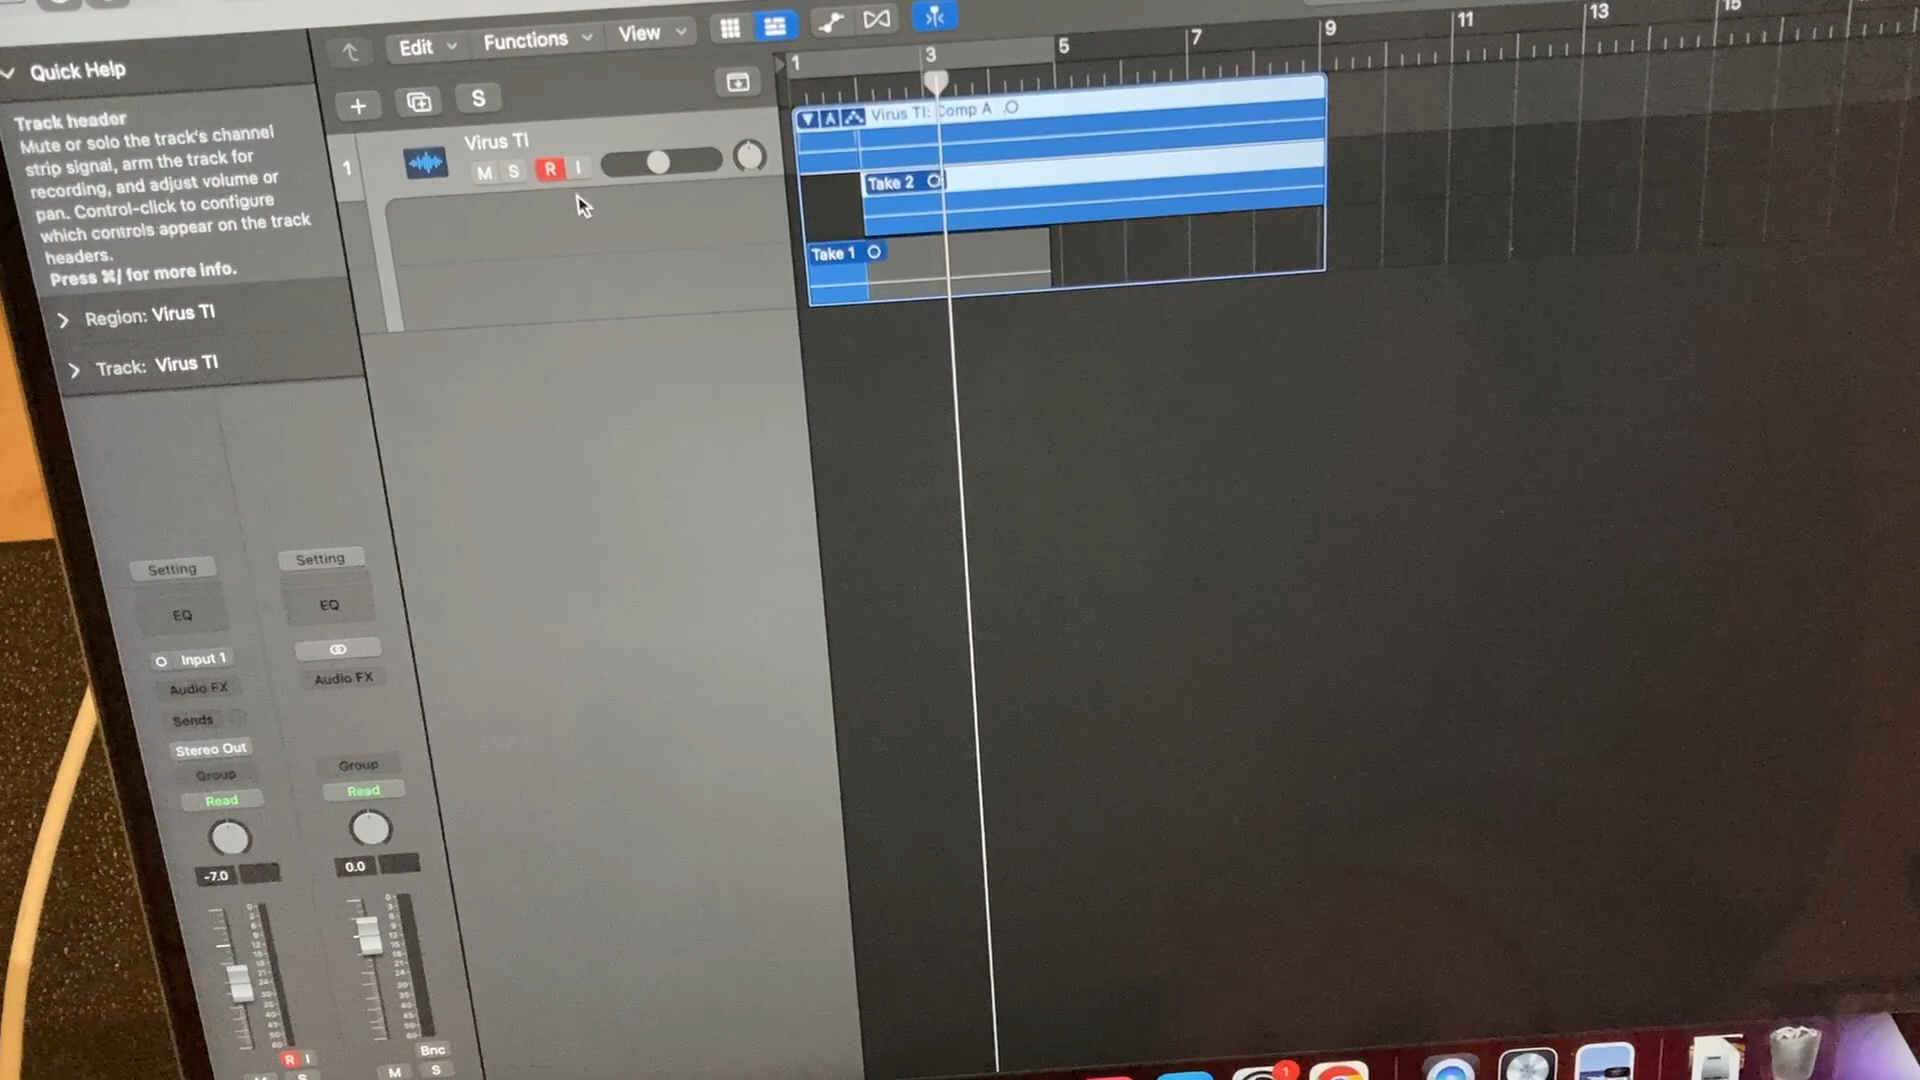 Quick Help
Track header
Mute or solo the track's channel
strip signal, arm the track for
recording, and adjust volume or
pan. Control-click to configure
which controls appear on the track
headers.
Press ⌘/ for more info.
Region: Virus TI
Track: Virus TI
Edit
Functions
View
S
1
3
5
7
9
11
13
15
1
Virus TI
M S R I
A
Virus TI: Comp A
Take 2
Take 1
Setting
EQ
Input 1
Audio FX
Sends
Stereo Out
Group
Read
-7.0
R I
M S
Setting
EQ
Audio FX
Group
Read
0.0
Bnc
M S
1